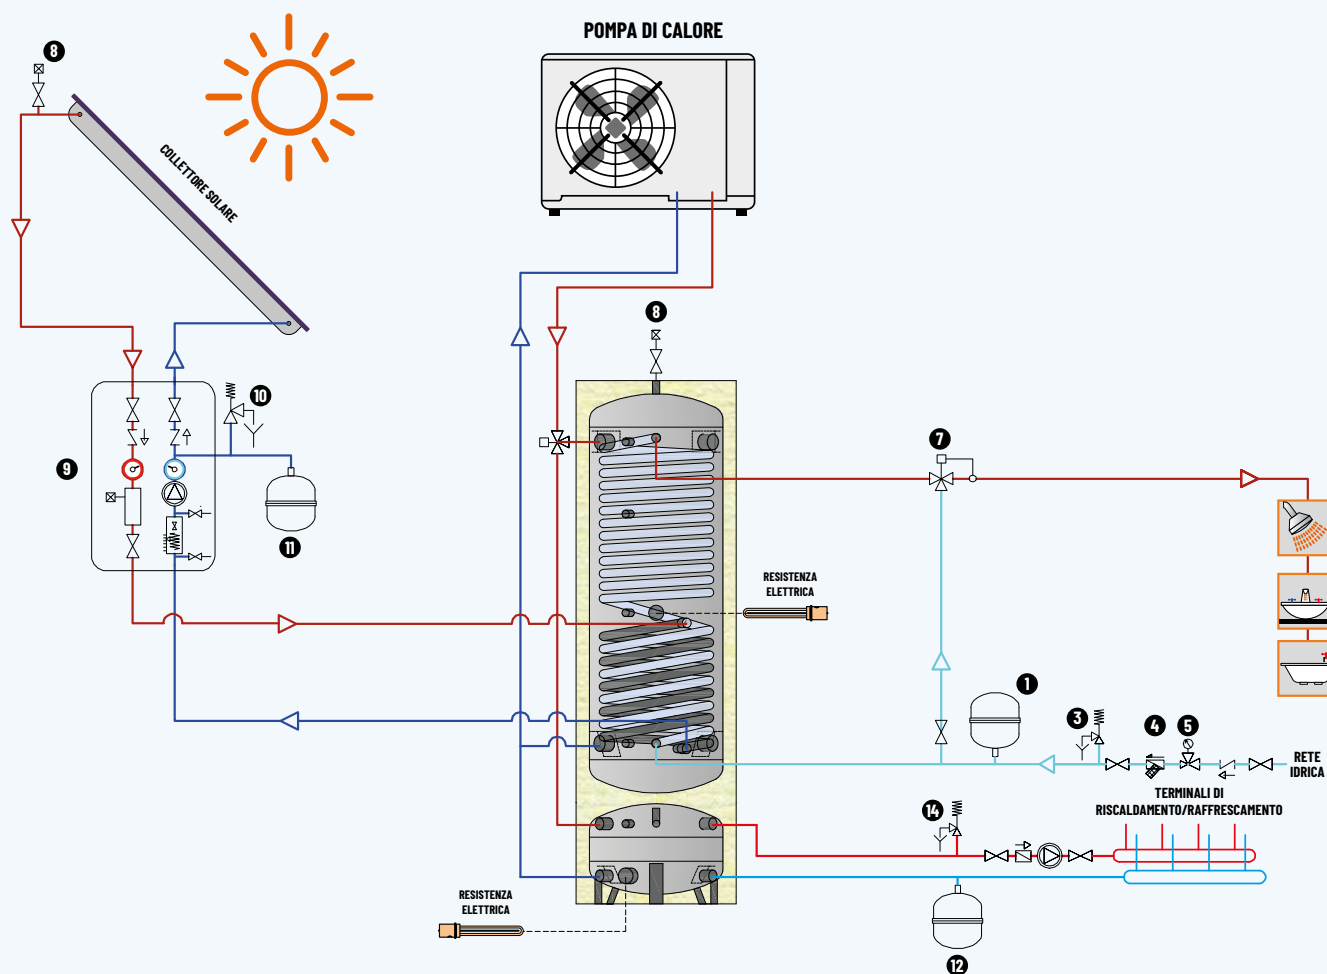 POMPA DI CALORE
8
COLLETTORE SOLARE
8
10
9
7
11
RESISTENZA
ELETTRICA
1
3
4
5
RETE
IDRICA
TERMINALI DI
RISCALDAMENTO/RAFFRESCAMENTO
14
RESISTENZA
ELETTRICA
12